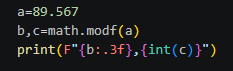 a=89.567
b,c=math.modf(a)
print(F"{b:.3f},{int(c)}")